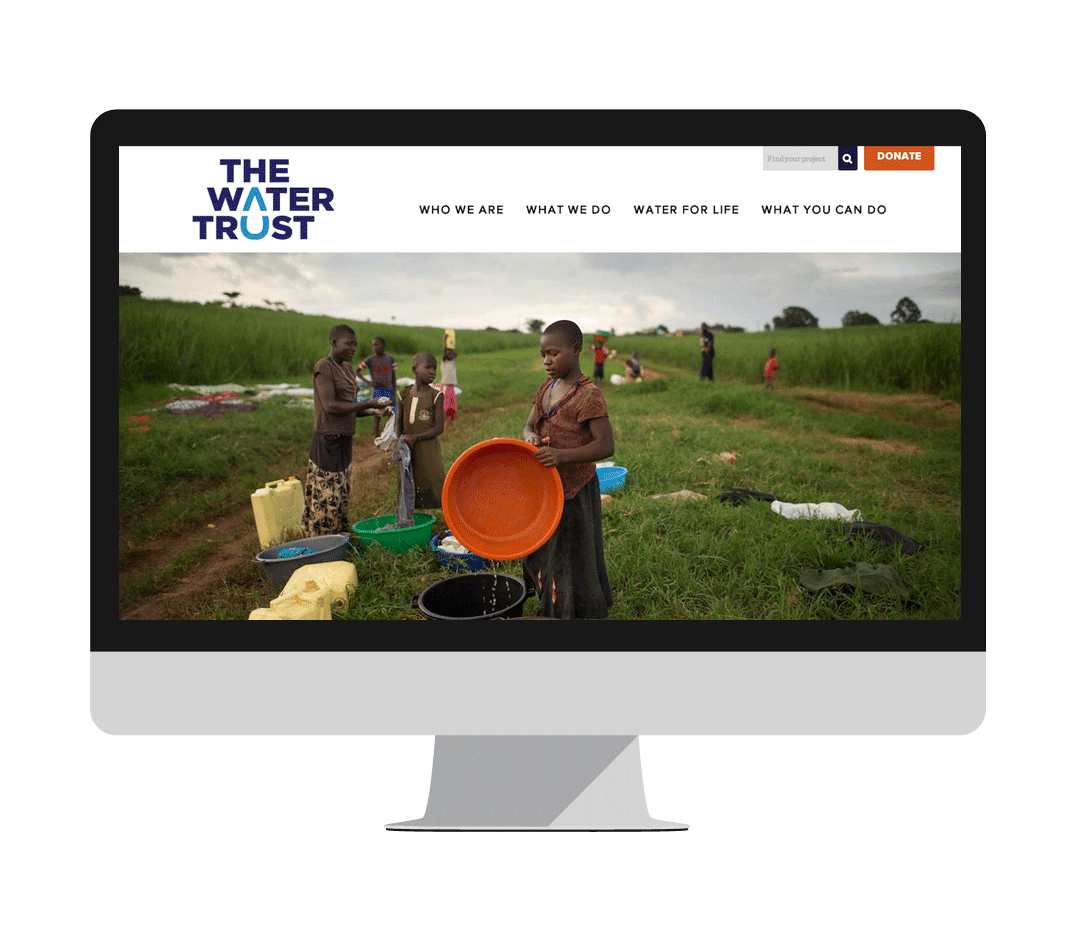 Find your project
DONATE
THE
WATER
TRUST
WHO WE ARE
WHAT WE DO
WATER FOR LIFE
WHAT YOU CAN DO